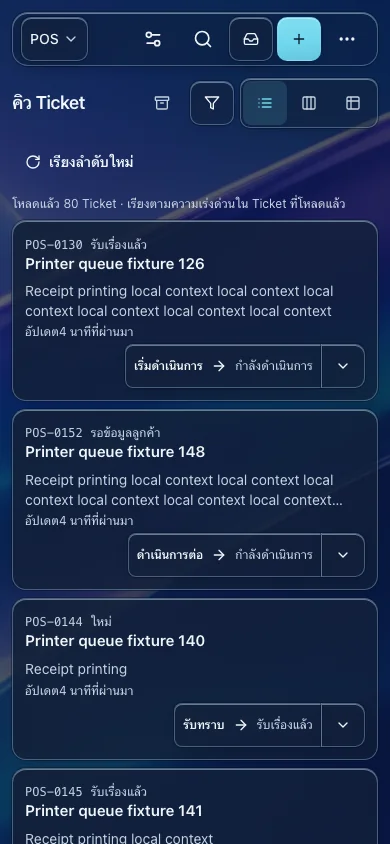 POS
คิว Ticket
เรียงลำดับใหม่
โหลดแล้ว 80 Ticket · เรียงตามความเร่งด่วนใน Ticket ที่โหลดแล้ว
POS-0130 รับเรื่องแล้ว
Printer queue fixture 126
Receipt printing local context local context local
context local context local context local context
อัปเดต4 นาทีที่ผ่านมา
เริ่มดำเนินการ → กำลังดำเนินการ
POS-0152 รอข้อมูลลูกค้า
Printer queue fixture 148
Receipt printing local context local context local
context local context local context local context…
อัปเดต4 นาทีที่ผ่านมา
ดำเนินการต่อ → กำลังดำเนินการ
POS-0144 ใหม่
Printer queue fixture 140
Receipt printing
อัปเดต4 นาทีที่ผ่านมา
รับทราบ → รับเรื่องแล้ว
POS-0145 รับเรื่องแล้ว
Printer queue fixture 141
Receipt printing local context